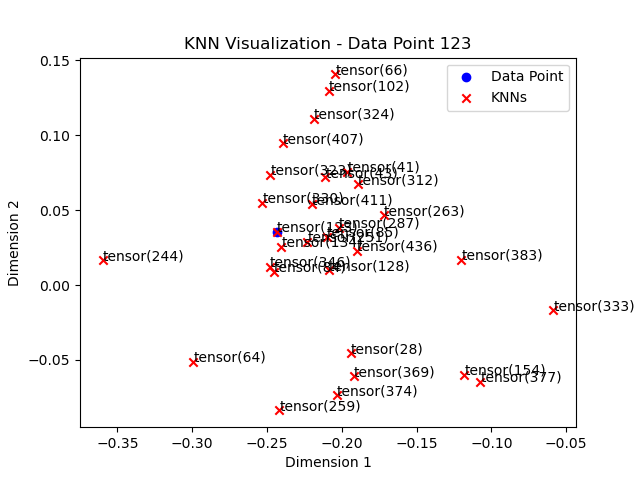 KNN Visualization - Data Point 123
Data Point
KNNs
tensor(66)
tensor(102)
tensor(324)
tensor(407)
tensor(41)
tensor(43)
tensor(312)
tensor(411)
tensor(263)
tensor(287)
tensor(85)
tensor(436)
tensor(383)
tensor(244)
tensor(346)
tensor(128)
tensor(333)
tensor(28)
tensor(64)
tensor(369)
tensor(154)
tensor(377)
tensor(374)
tensor(259)
0.15
0.10
0.05
0.00
−0.05
Dimension 2
−0.35
−0.30
−0.25
−0.20
−0.15
−0.10
−0.05
Dimension 1